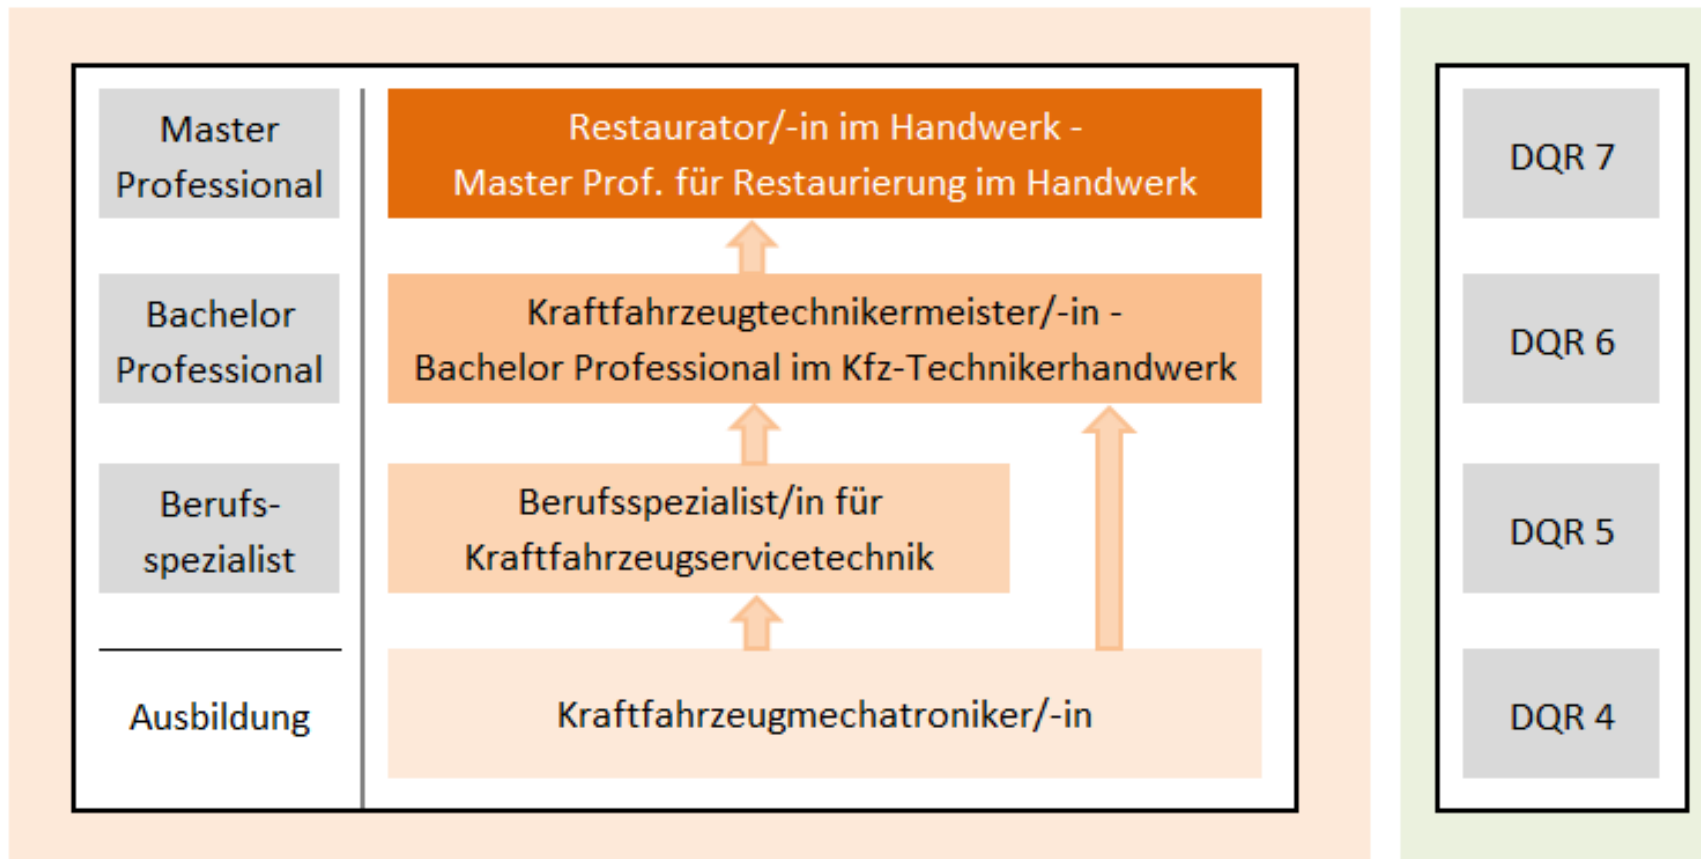 Master
Professional
Restaurator/-in im Handwerk -
Master Prof. für Restaurierung im Handwerk
DQR 7
Bachelor
Professional
Kraftfahrzeugtechnikermeister/-in -
Bachelor Professional im Kfz-Technikerhandwerk
DQR 6
Berufs-
spezialist
Berufsspezialist/in für
Kraftfahrzeugservicetechnik
DQR 5
Ausbildung
Kraftfahrzeugmechatroniker/-in
DQR 4